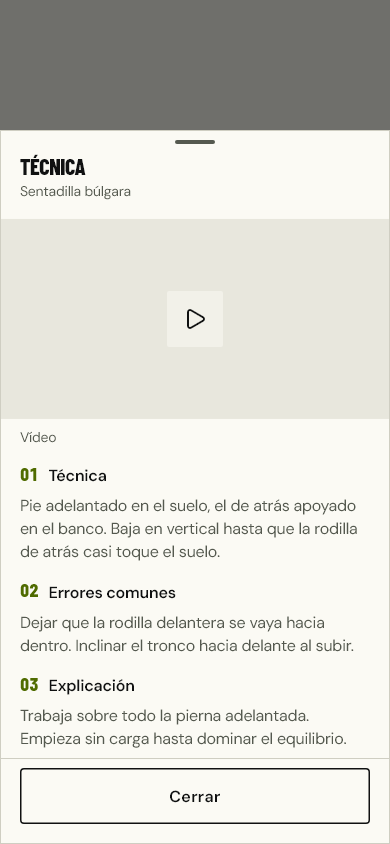 TÉCNICA
Sentadilla búlgara
Vídeo
01 Técnica
Pie adelantado en el suelo, el de atrás apoyado
en el banco. Baja en vertical hasta que la rodilla
de atrás casi toque el suelo.
02 Errores comunes
Dejar que la rodilla delantera se vaya hacia
dentro. Inclinar el tronco hacia delante al subir.
03 Explicación
Trabaja sobre todo la pierna adelantada.
Empieza sin carga hasta dominar el equilibrio.
Cerrar